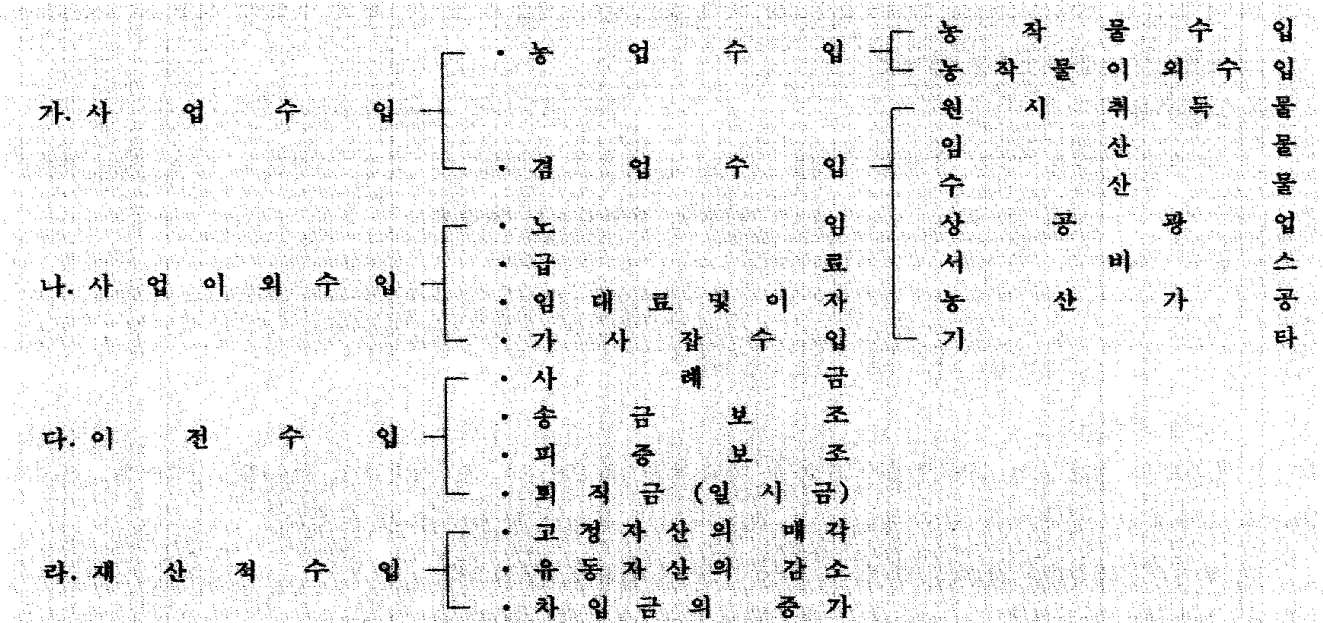 농작물수입
· 농업수입
농작물이외수입
가. 사업수입
원시취득물
임산물
· 겸업수입
수산물
· 노임
상공광업
· 급료
서비스
나. 사업이외수입
· 임대료및이자
농산가공
· 가사잡수입
기타
· 사례금
· 송금보조
다. 이전수입
· 피증보조
· 퇴직금(일시금)
· 고정자산의 매각
라. 재산적수입
· 유동자산의 감소
· 차입금의 증가